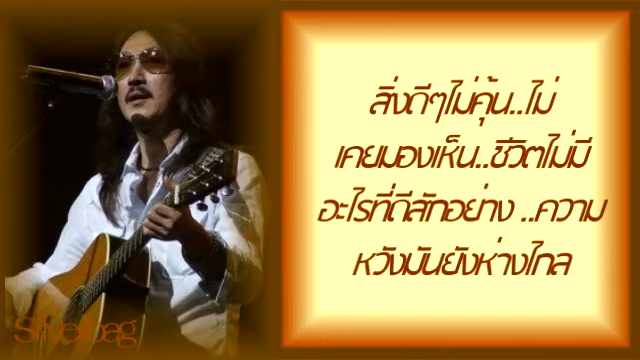 สิ่งดีๆไม่คุ้น..ไม่
เคยมองเห็น..ชีวิตไม่มี
อะไรที่ดีสักอย่าง ..ความ
หวังมันยังห่างไกล
Silverbag